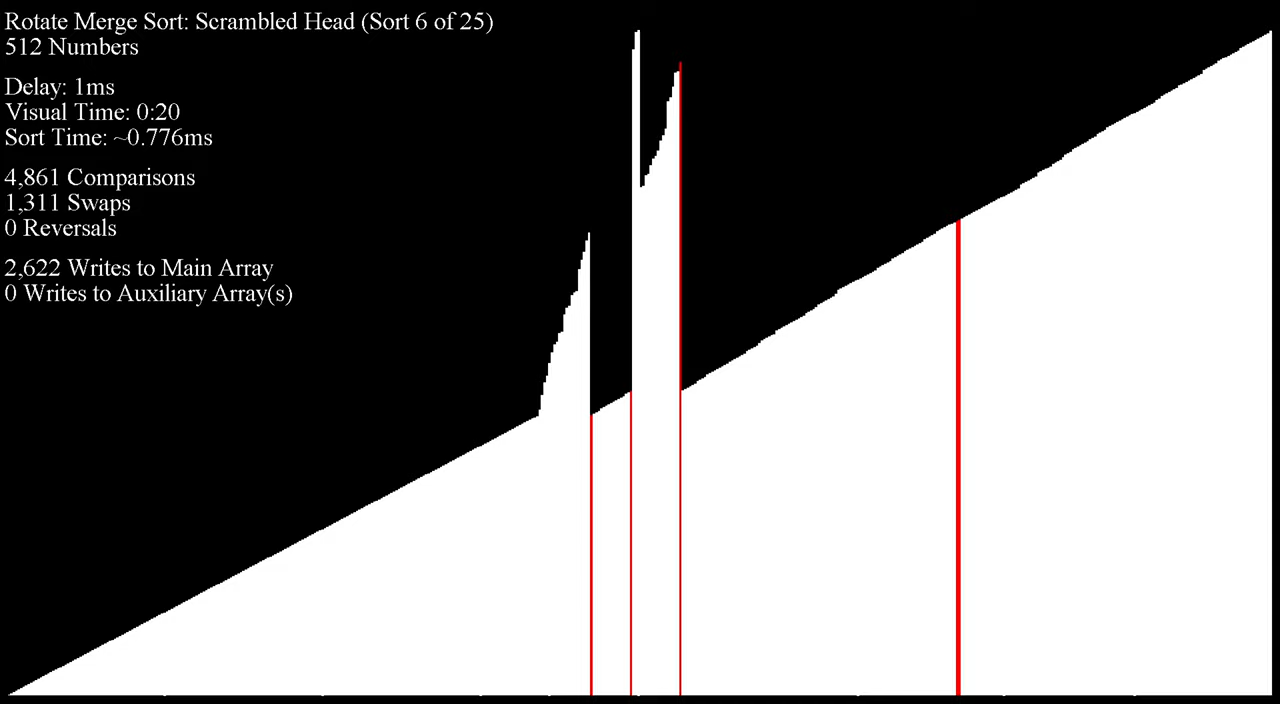 Rotate Merge Sort: Scrambled Head (Sort 6 of 25)
512 Numbers
Delay: 1ms
Visual Time: 0:20
Sort Time: ~0.776ms
4,861 Comparisons
1,311 Swaps
0 Reversals
2,622 Writes to Main Array
0 Writes to Auxiliary Array(s)